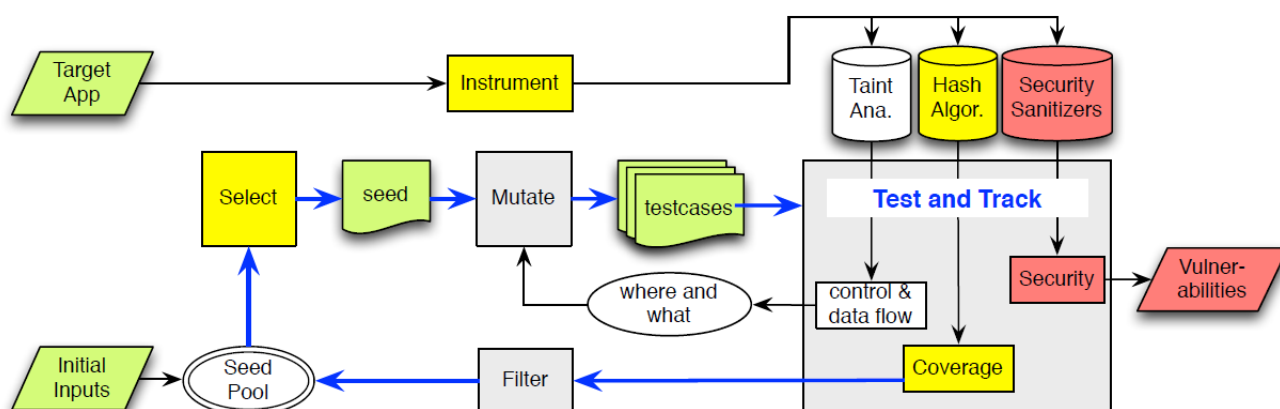 Target
App
Instrument
Taint
Ana.
Hash
Algor.
Security
Sanitizers
Select
seed
Mutate
testcases
Test and Track
Security
Vulner-
abilities
where and
what
control &
data flow
Initial
Inputs
Seed
Pool
Filter
Coverage